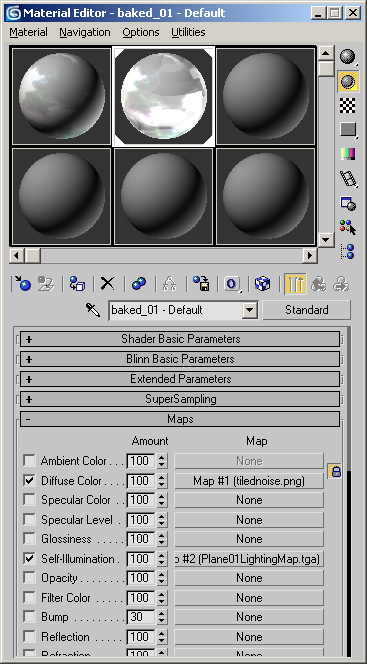 Material Editor - baked_01 - Default
Material Navigation Options Utilities
baked_01 - Default Standard
+ Shader Basic Parameters
+ Blinn Basic Parameters
+ Extended Parameters
+ SuperSampling
- Maps
Amount Map
Ambient Color . . . 100 None
Diffuse Color . . . . 100 Map #1 (tilednoise.png)
Specular Color . . 100 None
Specular Level . . 100 None
Glossiness . . . . . 100 None
Self-Illumination . . 100 o #2 (Plane01LightingMap.tga)
Opacity . . . . . . . . 100 None
Filter Color . . . . . 100 None
Bump . . . . . . . . . 30 None
Reflection . . . . . . 100 None
Refraction 100 None